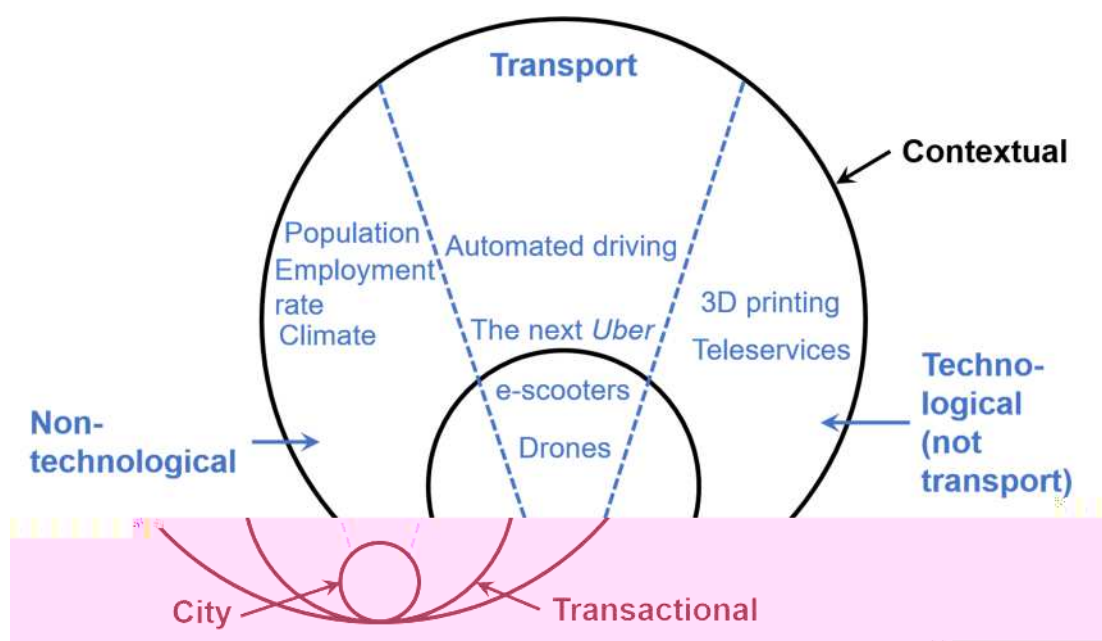 Transport
Contextual
Population
Employment
rate
Climate
Automated driving
The next Uber
3D printing
Teleservices
e-scooters
Drones
Non-
technological
Techno-
logical
(not
transport)
City
Transactional